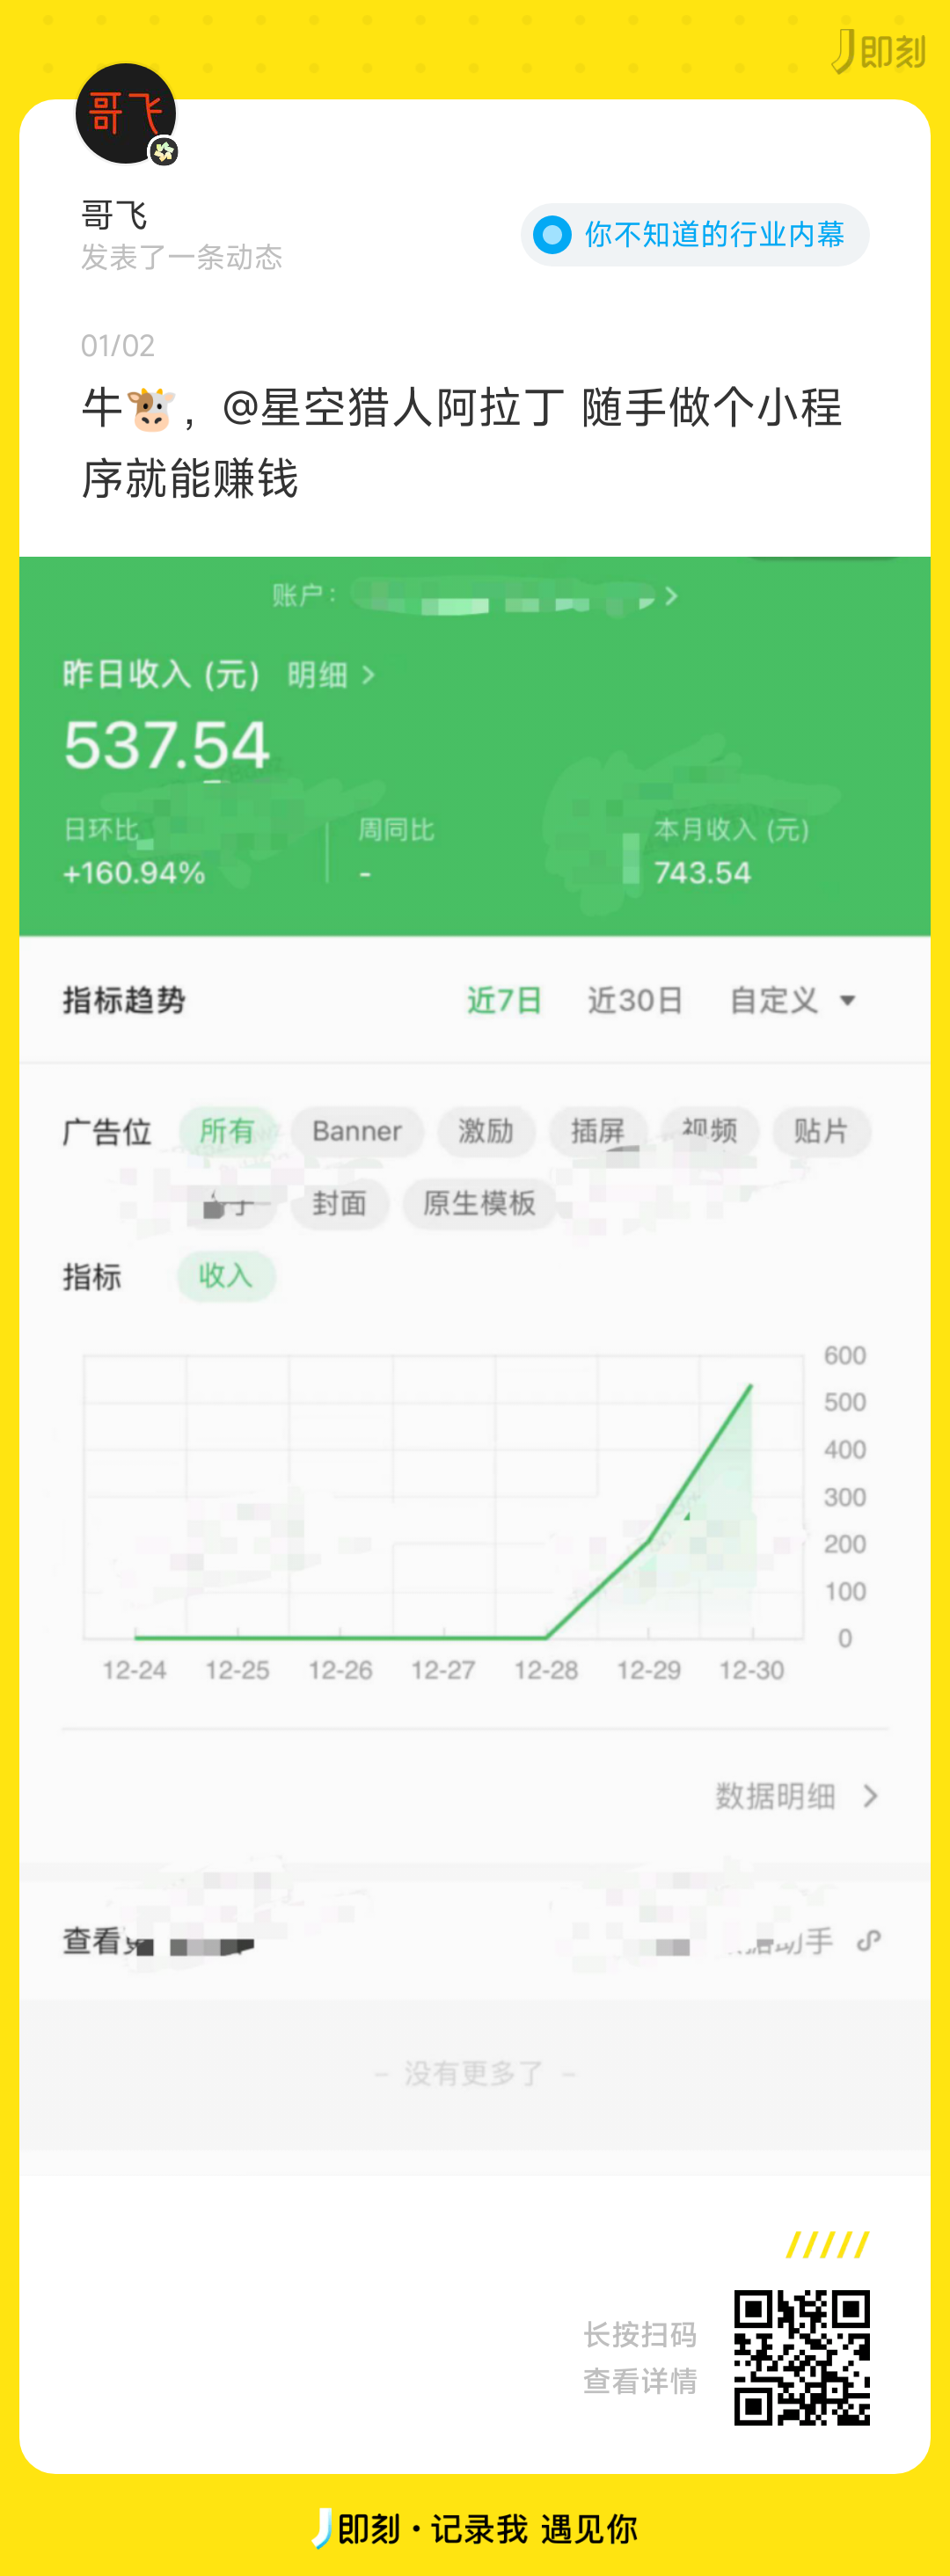 即刻
哥飞
哥飞
发表了一条动态
你不知道的行业内幕
01/02
牛🐮，@星空猎人阿拉丁 随手做个小程
序就能赚钱
账户：
昨日收入 (元) 明细 >
537.54
日环比 周同比 本月收入 (元)
+160.94% - 743.54
指标趋势 近7日 近30日 自定义
广告位 所有 Banner 激励 插屏 视频 贴片
封面 原生模板
指标 收入
600
500
400
300
200
100
0
12-24 12-25 12-26 12-27 12-28 12-29 12-30
数据明细 >
查看
助手
– 没有更多了 –
长按扫码
查看详情
即刻·记录我 遇见你